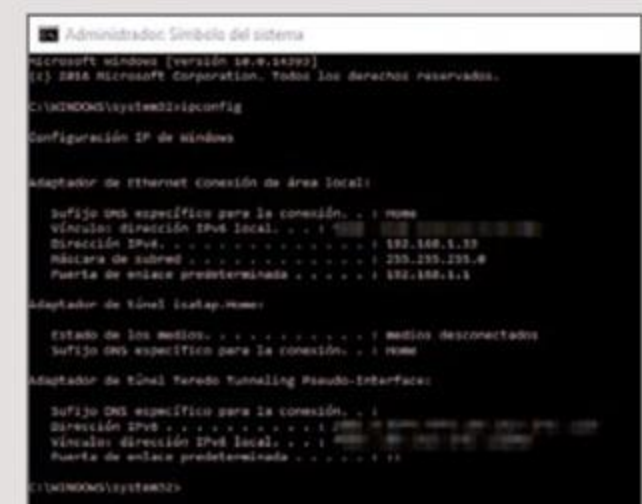 Administrador: Símbolo del sistema
Microsoft Windows [Versión 10.0.14393]
(c) 2016 Microsoft Corporation. Todos los derechos reservados.
C:\WINDOWS\system32>ipconfig
Configuración IP de Windows
Adaptador de Ethernet Conexión de área local:
Sufijo DNS específico para la conexión. . : Home
Vínculo: dirección IPv6 local. . . :
Dirección IPv4. . . . . . . . . . . . . . : 192.168.1.33
Máscara de subred . . . . . . . . . . . . : 255.255.255.0
Puerta de enlace predeterminada . . . . . : 192.168.1.1
Adaptador de túnel isatap.Home:
Estado de los medios. . . . . . . . . . . : medios desconectados
Sufijo DNS específico para la conexión. . : Home
Adaptador de túnel Teredo Tunneling Pseudo-Interface:
Sufijo DNS específico para la conexión. . :
Dirección IPv6 . . . . . . . . . . :
Vínculo: dirección IPv6 local. . . :
Puerta de enlace predeterminada . . . . . : ::
C:\WINDOWS\system32>